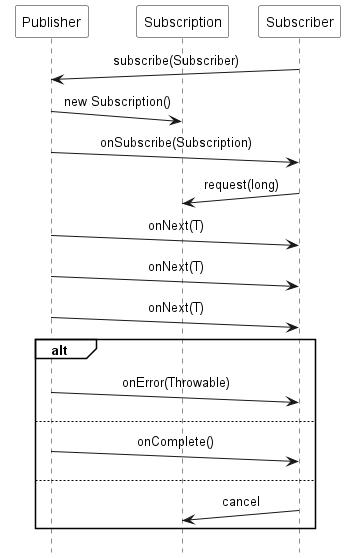 Publisher
Subscription
Subscriber
subscribe(Subscriber)
new Subscription()
onSubscribe(Subscription)
request(long)
onNext(T)
onNext(T)
onNext(T)
alt
onError(Throwable)
onComplete()
cancel